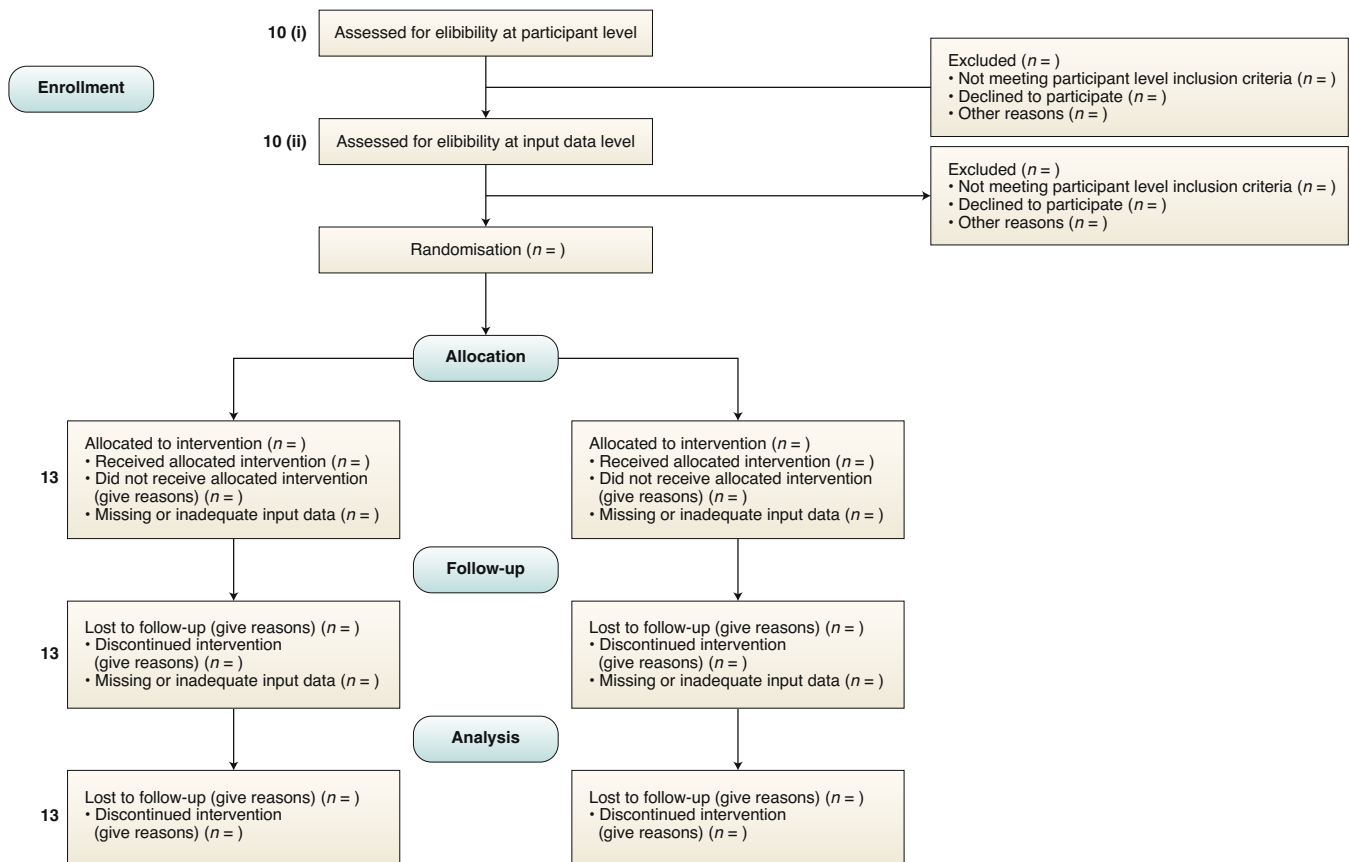 10 (i)
Assessed for elibibility at participant level
Enrollment
Excluded (n = )
• Not meeting participant level inclusion criteria (n = )
• Declined to participate (n = )
• Other reasons (n = )
10 (ii)
Assessed for elibibility at input data level
Excluded (n = )
• Not meeting participant level inclusion criteria (n = )
• Declined to participate (n = )
• Other reasons (n = )
Randomisation (n = )
Allocation
13
Allocated to intervention (n = )
• Received allocated intervention (n = )
• Did not receive allocated intervention
(give reasons) (n = )
• Missing or inadequate input data (n = )
Allocated to intervention (n = )
• Received allocated intervention (n = )
• Did not receive allocated intervention
(give reasons) (n = )
• Missing or inadequate input data (n = )
Follow-up
13
Lost to follow-up (give reasons) (n = )
• Discontinued intervention
(give reasons) (n = )
• Missing or inadequate input data (n = )
Lost to follow-up (give reasons) (n = )
• Discontinued intervention
(give reasons) (n = )
• Missing or inadequate input data (n = )
Analysis
13
Lost to follow-up (give reasons) (n = )
• Discontinued intervention
(give reasons) (n = )
Lost to follow-up (give reasons) (n = )
• Discontinued intervention
(give reasons) (n = )